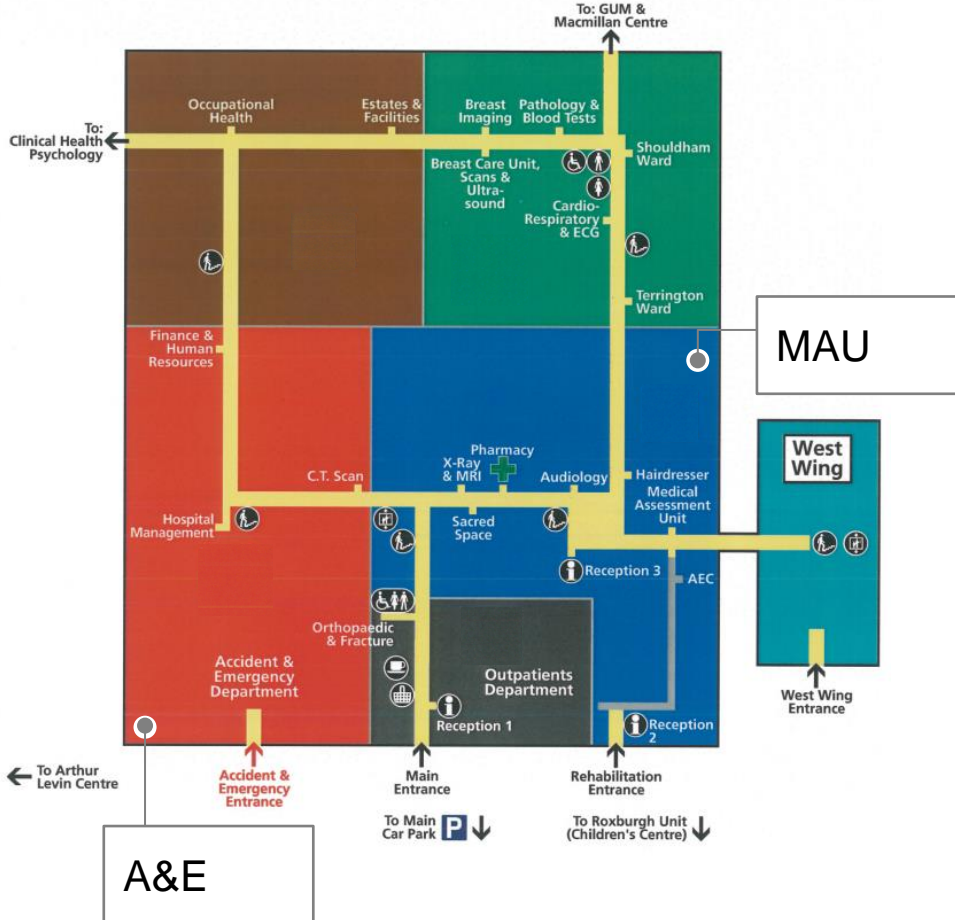 To: GUM &
Macmillan Centre
Occupational
Health
Estates &
Facilities
Breast
Imaging
Pathology &
Blood Tests
To:
Clinical Health
Psychology
Shouldham
Ward
Breast Care Unit,
Scans &
Ultra-
sound
Cardio-
Respiratory
& ECG
Terrington
Ward
Finance &
Human
Resources
MAU
West
Wing
Pharmacy
X-Ray
& MRI
C.T. Scan
Audiology
Hairdresser
Medical
Assessment
Unit
Hospital
Management
Sacred
Space
i Reception 3
AEC
Orthopaedic
& Fracture
Accident &
Emergency
Department
Outpatients
Department
i
Reception 1
i Reception
2
West Wing
Entrance
To Arthur
Levin Centre
Accident &
Emergency
Entrance
Main
Entrance
Rehabilitation
Entrance
To Main
Car Park P
To Roxburgh Unit
(Children's Centre)
A&E